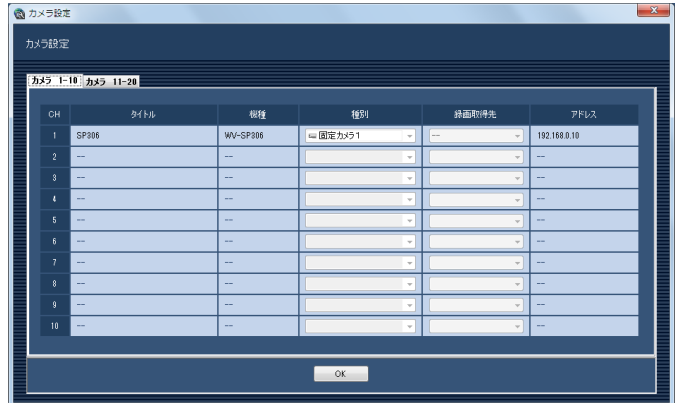 カメラ設定
カメラ設定
カメラ 1-10 カメラ 11-20
CH タイトル 機種 種別 録画取得先 アドレス
1 SP306 WV-SP306 固定カメラ1 -- 192.168.0.10
2 -- -- --
3 -- -- --
4 -- -- --
5 -- -- --
6 -- -- --
7 -- -- --
8 -- -- --
9 -- -- --
10 -- -- --
OK